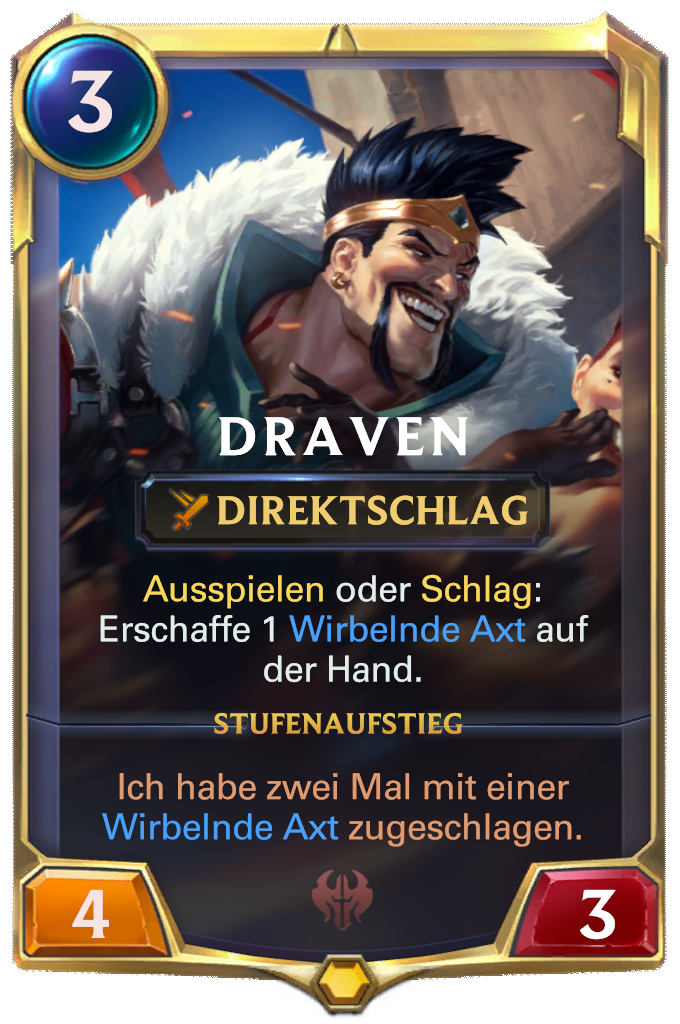 3
DRAVEN
DIREKTSCHLAG
Ausspielen oder Schlag:
Erschaffe 1 Wirbelnde Axt auf
der Hand.
STUFENAUFSTIEG
Ich habe zwei Mal mit einer
Wirbelnde Axt zugeschlagen.
4
3